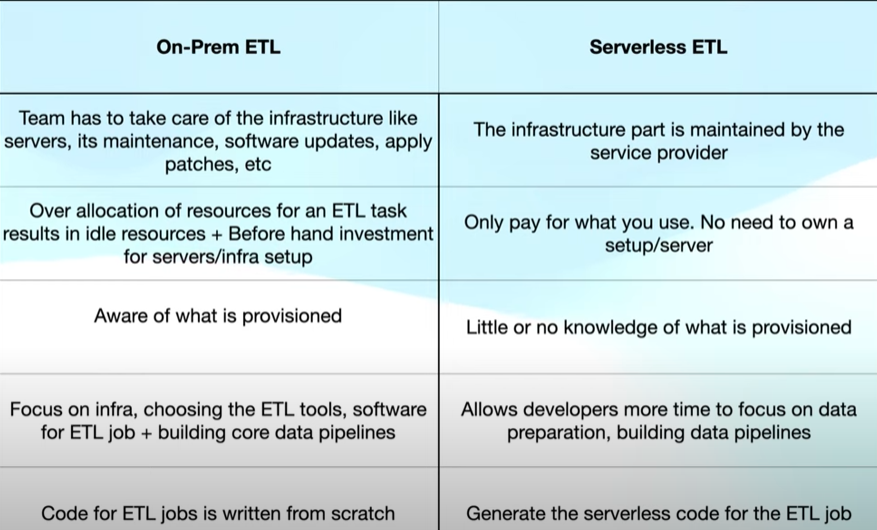 On-Prem ETL
Serverless ETL
Team has to take care of the infrastructure like
servers, its maintenance, software updates, apply
patches, etc
The infrastructure part is maintained by the
service provider
Over allocation of resources for an ETL task
results in idle resources + Before hand investment
for servers/infra setup
Only pay for what you use. No need to own a
setup/server
Aware of what is provisioned
Little or no knowledge of what is provisioned
Focus on infra, choosing the ETL tools, software
for ETL job + building core data pipelines
Allows developers more time to focus on data
preparation, building data pipelines
Code for ETL jobs is written from scratch
Generate the serverless code for the ETL job